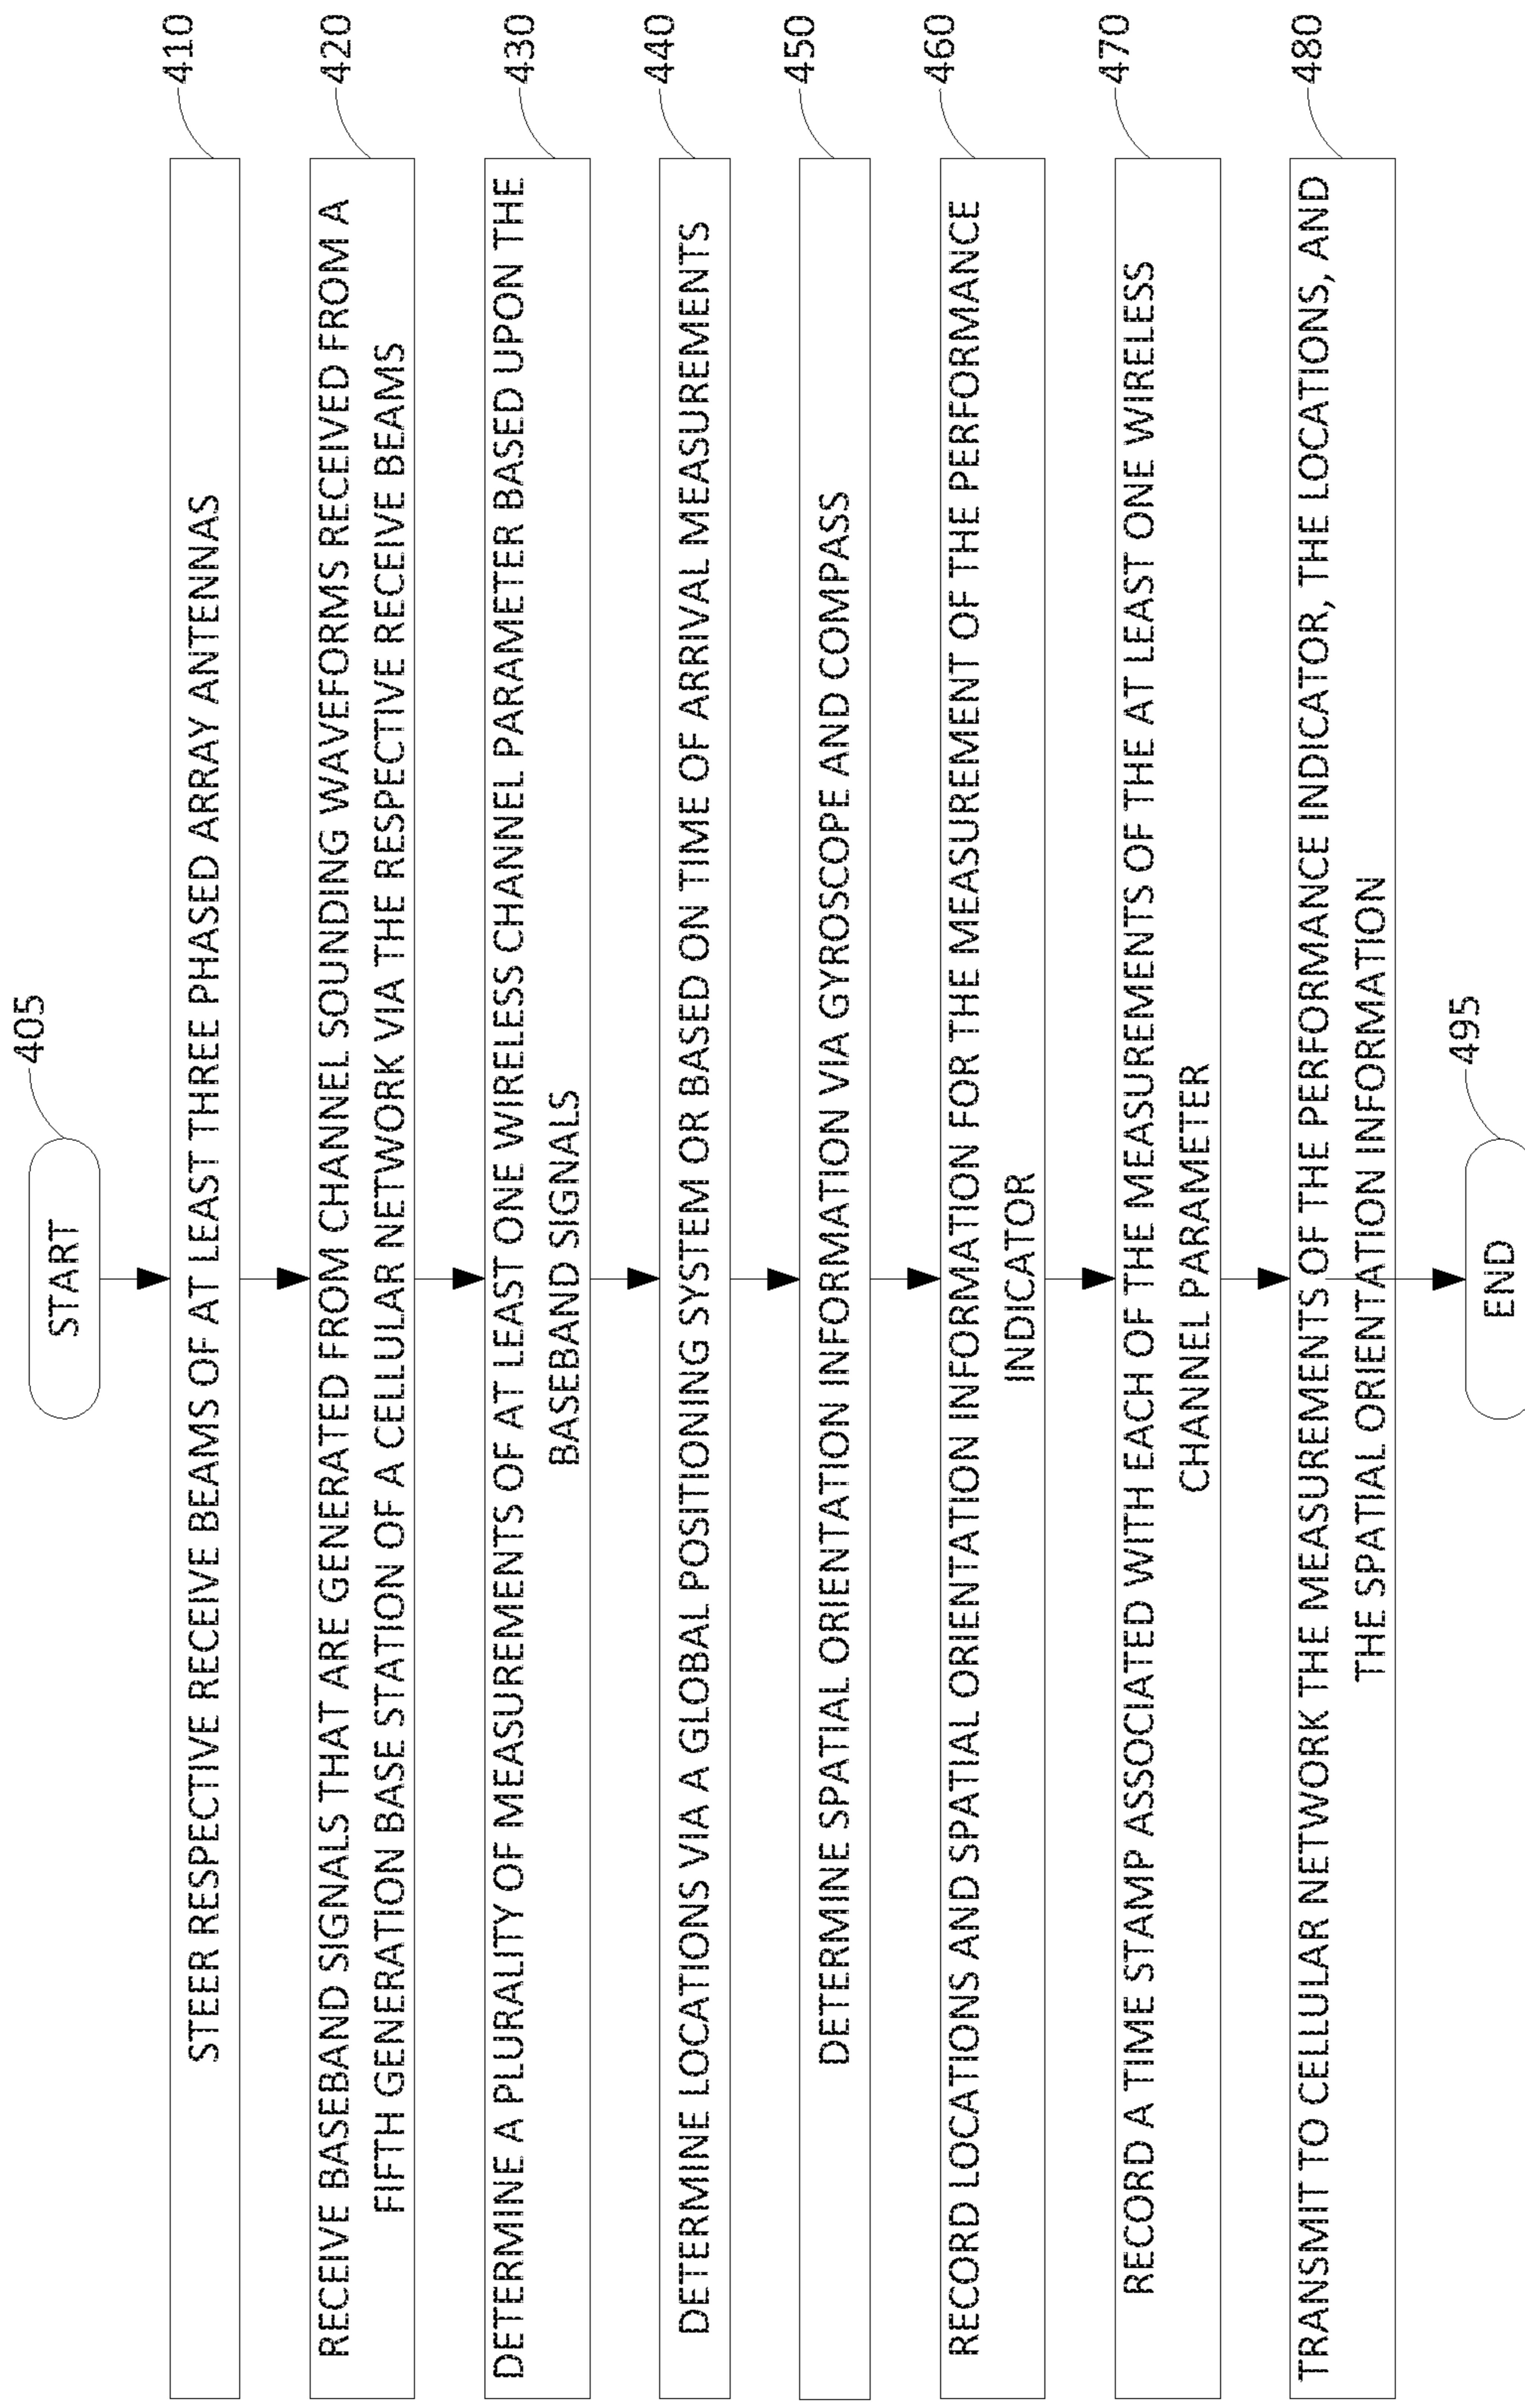 405
START
410
STEER RESPECTIVE RECEIVE BEAMS OF AT LEAST THREE PHASED ARRAY ANTENNAS
420
RECEIVE BASEBAND SIGNALS THAT ARE GENERATED FROM CHANNEL SOUNDING WAVEFORMS RECEIVED FROM A
FIFTH GENERATION BASE STATION OF A CELLULAR NETWORK VIA THE RESPECTIVE RECEIVE BEAMS
430
DETERMINE A PLURALITY OF MEASUREMENTS OF AT LEAST ONE WIRELESS CHANNEL PARAMETER BASED UPON THE
BASEBAND SIGNALS
440
DETERMINE LOCATIONS VIA A GLOBAL POSITIONING SYSTEM OR BASED ON TIME OF ARRIVAL MEASUREMENTS
450
DETERMINE SPATIAL ORIENTATION INFORMATION VIA GYROSCOPE AND COMPASS
460
RECORD LOCATIONS AND SPATIAL ORIENTATION INFORMATION FOR THE MEASUREMENT OF THE PERFORMANCE
INDICATOR
470
RECORD A TIME STAMP ASSOCIATED WITH EACH OF THE MEASUREMENTS OF THE AT LEAST ONE WIRELESS
CHANNEL PARAMETER
480
TRANSMIT TO CELLULAR NETWORK THE MEASUREMENTS OF THE PERFORMANCE INDICATOR, THE LOCATIONS, AND
THE SPATIAL ORIENTATION INFORMATION
495
END